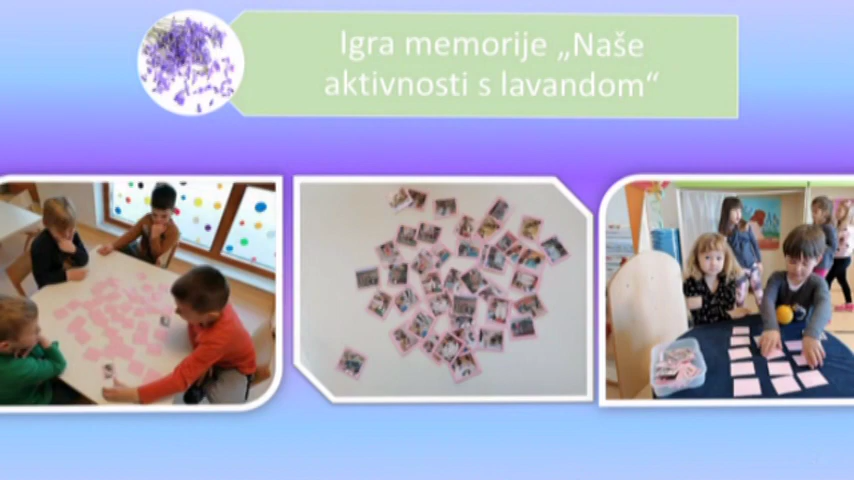 Igra memorije „Naše
aktivnosti s lavandom“